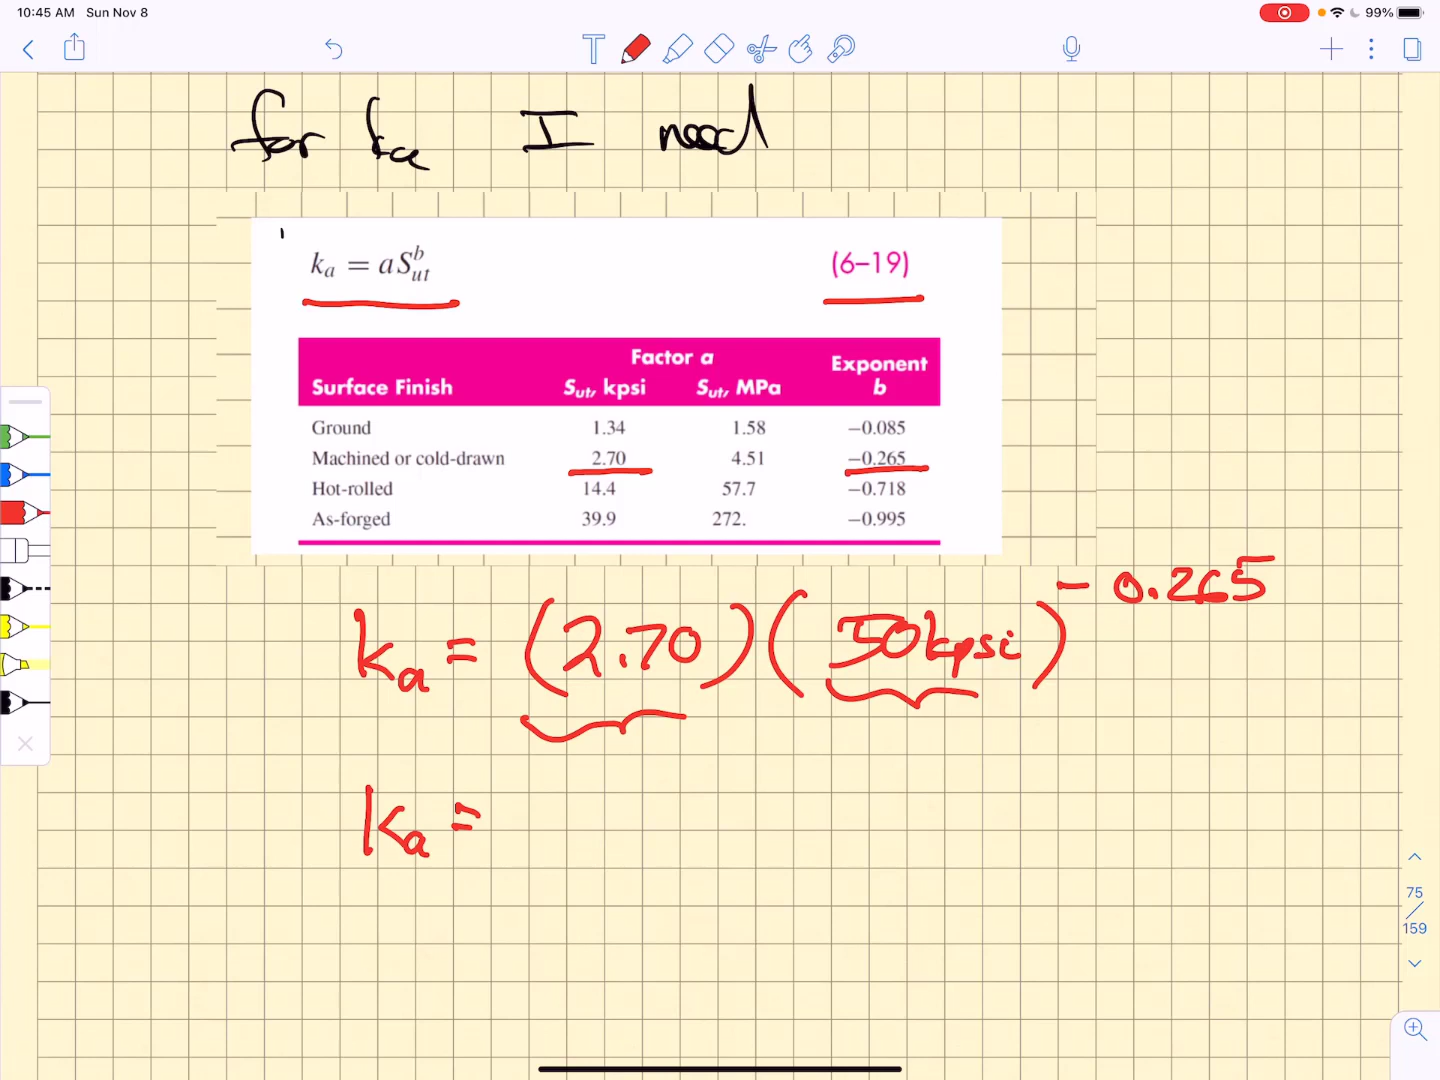 10:45 AM Sun Nov 8
99%
for ka I need
ka = aS^b_ut (6–19)
Factor a
Exponent
Surface Finish Sut, kpsi Sut, MPa b
Ground 1.34 1.58 −0.085
Machined or cold-drawn 2.70 4.51 −0.265
Hot-rolled 14.4 57.7 −0.718
As-forged 39.9 272. −0.995
ka = (2.70)(50kpsi)^-0.265
ka =
75
/
159